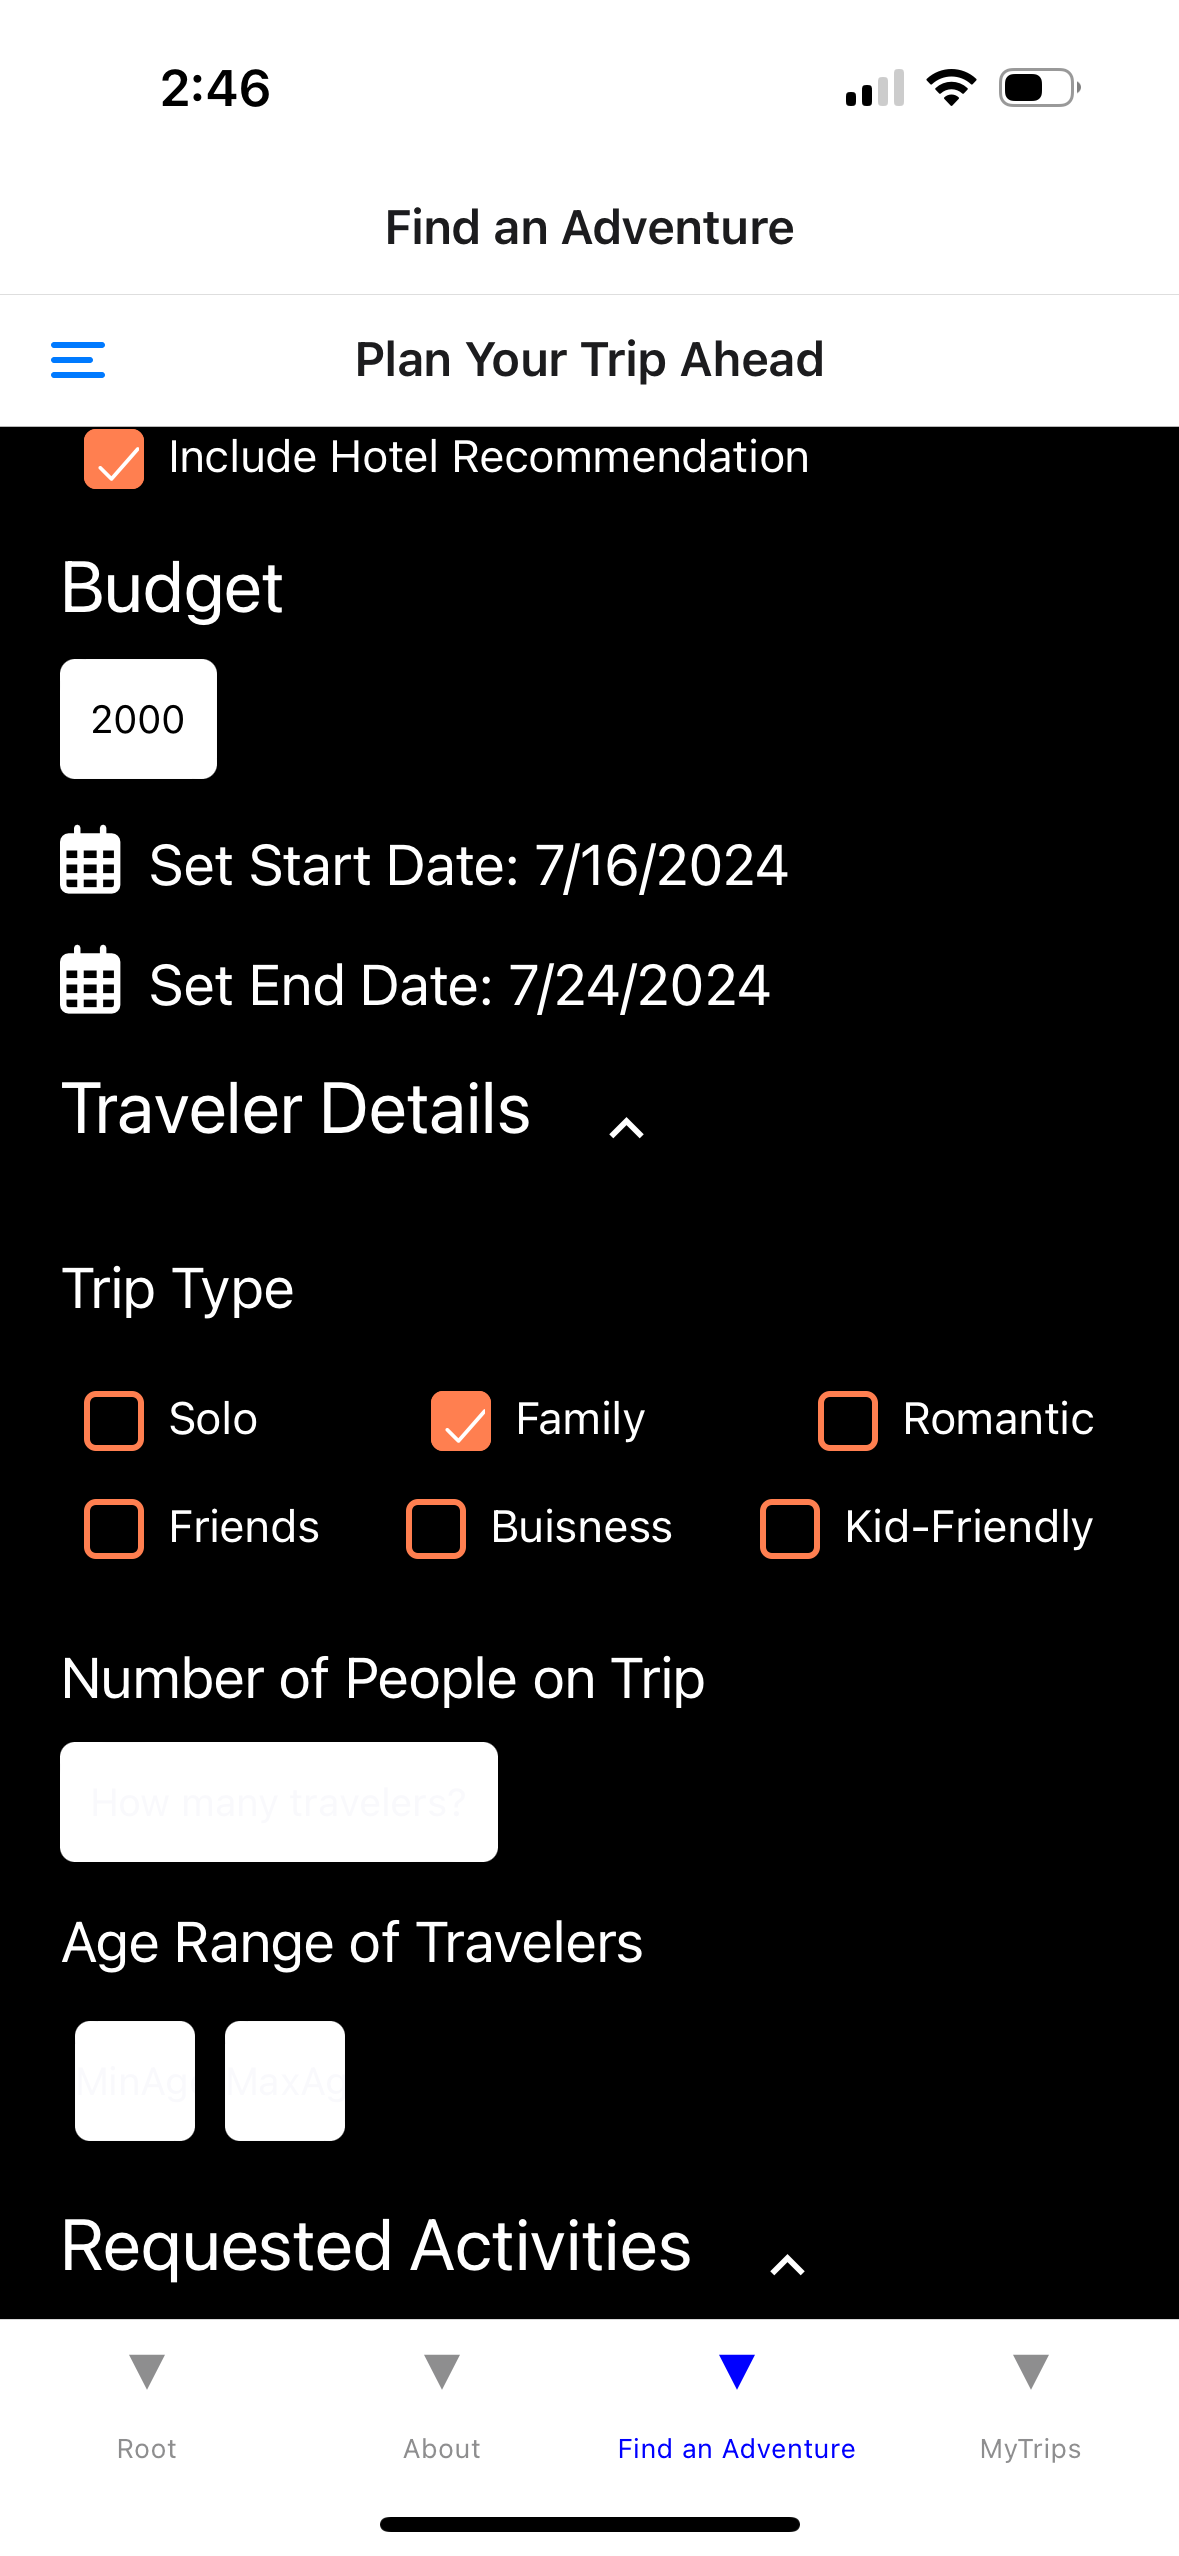 2:46
Find an Adventure
Plan Your Trip Ahead
Include Hotel Recommendation
Budget
2000
Set Start Date: 7/16/2024
Set End Date: 7/24/2024
Traveler Details
Trip Type
Solo Family Romantic
Friends Buisness Kid-Friendly
Number of People on Trip
How many travelers?
Age Range of Travelers
MinAg MaxAg
Requested Activities
Root About Find an Adventure MyTrips